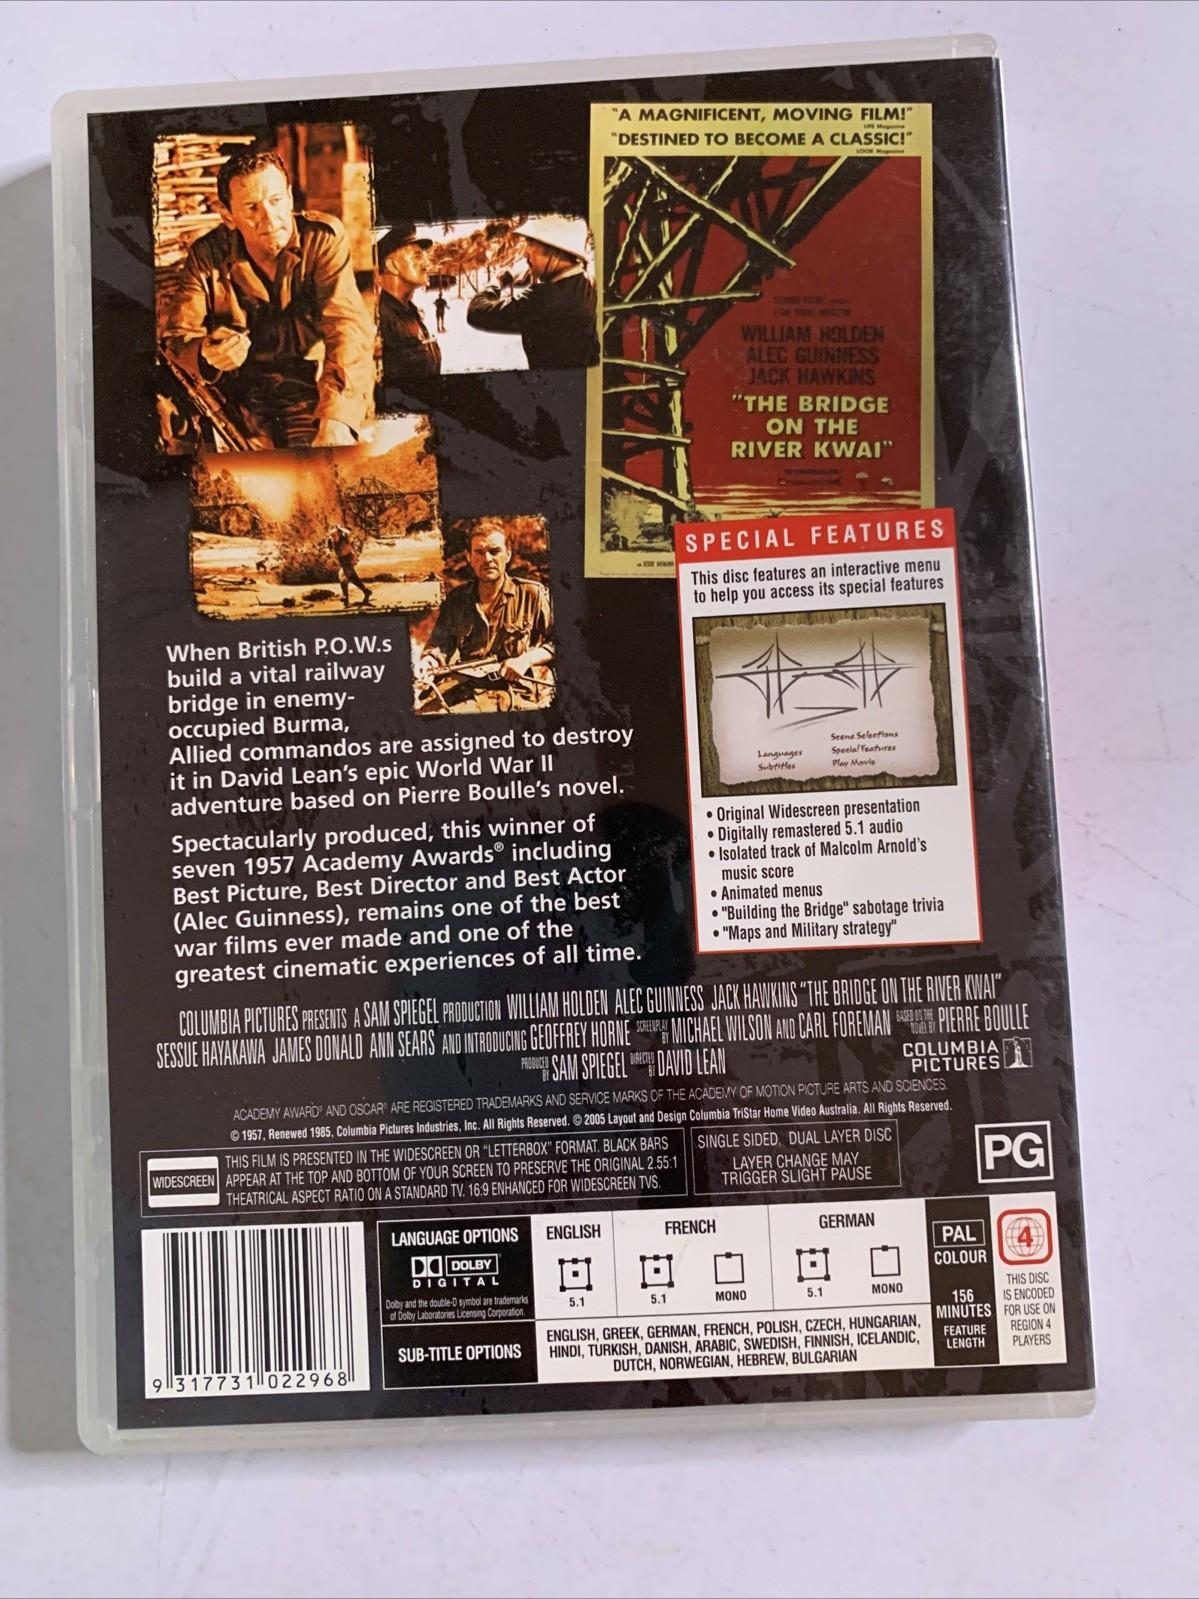 "A MAGNIFICENT, MOVING FILM!"
LIFE Magazine
"DESTINED TO BECOME A CLASSIC!"
LOOK Magazine
WILLIAM HOLDEN
ALEC GUINNESS
JACK HAWKINS
"THE BRIDGE
ON THE
RIVER KWAI"
SPECIAL FEATURES
This disc features an interactive menu
to help you access its special features
Languages
Subtitles
Scene Selections
Special Features
Play Movie
• Original Widescreen presentation
• Digitally remastered 5.1 audio
• Isolated track of Malcolm Arnold's
music score
• Animated menus
• "Building the Bridge" sabotage trivia
• "Maps and Military strategy"
When British P.O.W.s
build a vital railway
bridge in enemy-
occupied Burma,
Allied commandos are assigned to destroy
it in David Lean's epic World War II
adventure based on Pierre Boulle's novel.
Spectacularly produced, this winner of
seven 1957 Academy Awards® including
Best Picture, Best Director and Best Actor
(Alec Guinness), remains one of the best
war films ever made and one of the
greatest cinematic experiences of all time.
COLUMBIA PICTURES PRESENTS A SAM SPIEGEL PRODUCTION WILLIAM HOLDEN ALEC GUINNESS JACK HAWKINS "THE BRIDGE ON THE RIVER KWAI"
SESSUE HAYAKAWA JAMES DONALD ANN SEARS AND INTRODUCING GEOFFREY HORNE SCREENPLAY BY MICHAEL WILSON AND CARL FOREMAN BASED ON THE NOVEL BY PIERRE BOULLE
PRODUCED BY SAM SPIEGEL DIRECTED BY DAVID LEAN
COLUMBIA
PICTURES
ACADEMY AWARD® AND OSCAR® ARE REGISTERED TRADEMARKS AND SERVICE MARKS OF THE ACADEMY OF MOTION PICTURE ARTS AND SCIENCES.
© 1957, Renewed 1985, Columbia Pictures Industries, Inc. All Rights Reserved. © 2005 Layout and Design Columbia TriStar Home Video Australia. All Rights Reserved.
WIDESCREEN
THIS FILM IS PRESENTED IN THE WIDESCREEN OR "LETTERBOX" FORMAT. BLACK BARS
APPEAR AT THE TOP AND BOTTOM OF YOUR SCREEN TO PRESERVE THE ORIGINAL 2.55:1
THEATRICAL ASPECT RATIO ON A STANDARD TV. 16:9 ENHANCED FOR WIDESCREEN TVS.
SINGLE SIDED, DUAL LAYER DISC
LAYER CHANGE MAY
TRIGGER SLIGHT PAUSE
PG
9 317731 022968
LANGUAGE OPTIONS
DOLBY
DIGITAL
Dolby and the double-D symbol are trademarks
of Dolby Laboratories Licensing Corporation.
ENGLISH
5.1
FRENCH
5.1 MONO
GERMAN
5.1 MONO
SUB-TITLE OPTIONS
ENGLISH, GREEK, GERMAN, FRENCH, POLISH, CZECH, HUNGARIAN,
HINDI, TURKISH, DANISH, ARABIC, SWEDISH, FINNISH, ICELANDIC,
DUTCH, NORWEGIAN, HEBREW, BULGARIAN
PAL
COLOUR
156
MINUTES
FEATURE
LENGTH
4
THIS DISC
IS ENCODED
FOR USE ON
REGION 4
PLAYERS